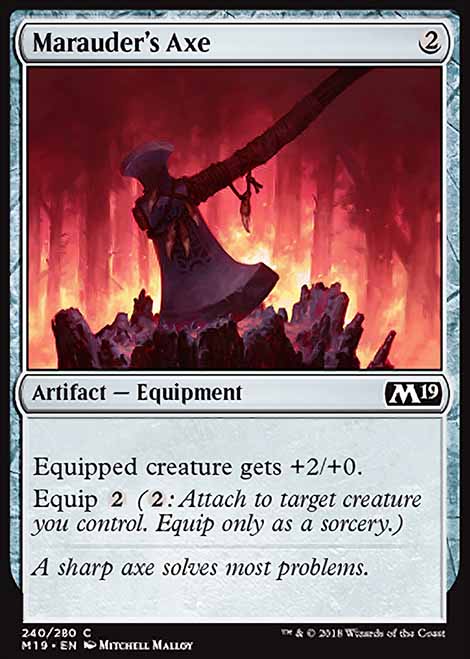 Marauder's Axe 2
Artifact — Equipment M19
Equipped creature gets +2/+0.
Equip 2 (2: Attach to target creature
you control. Equip only as a sorcery.)
A sharp axe solves most problems.
240/280 C
M19 • EN Mitchell Malloy
™ & © 2018 Wizards of the Coast